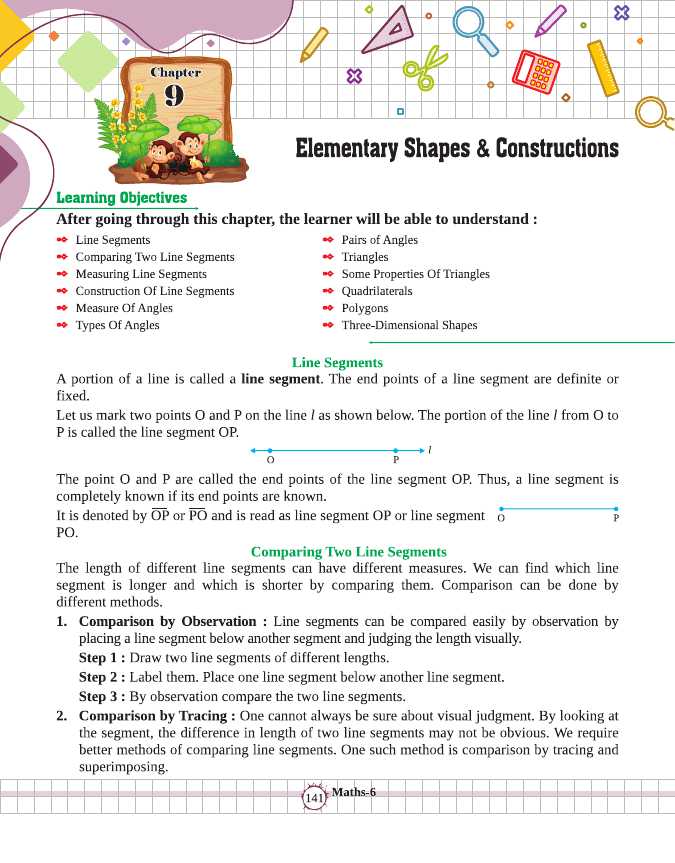 Chapter
9
Elementary Shapes & Constructions
Learning Objectives
After going through this chapter, the learner will be able to understand :
Line Segments
Comparing Two Line Segments
Measuring Line Segments
Construction Of Line Segments
Measure Of Angles
Types Of Angles
Pairs of Angles
Triangles
Some Properties Of Triangles
Quadrilaterals
Polygons
Three-Dimensional Shapes
Line Segments
A portion of a line is called a line segment. The end points of a line segment are definite or
fixed.
Let us mark two points O and P on the line l as shown below. The portion of the line l from O to
P is called the line segment OP.
l
O P
The point O and P are called the end points of the line segment OP. Thus, a line segment is
completely known if its end points are known.
It is denoted by O̅P̅ or P̅O̅ and is read as line segment OP or line segment
PO.
O P
Comparing Two Line Segments
The length of different line segments can have different measures. We can find which line
segment is longer and which is shorter by comparing them. Comparison can be done by
different methods.
1. Comparison by Observation : Line segments can be compared easily by observation by
placing a line segment below another segment and judging the length visually.
Step 1 : Draw two line segments of different lengths.
Step 2 : Label them. Place one line segment below another line segment.
Step 3 : By observation compare the two line segments.
2. Comparison by Tracing : One cannot always be sure about visual judgment. By looking at
the segment, the difference in length of two line segments may not be obvious. We require
better methods of comparing line segments. One such method is comparison by tracing and
superimposing.
141 Maths-6